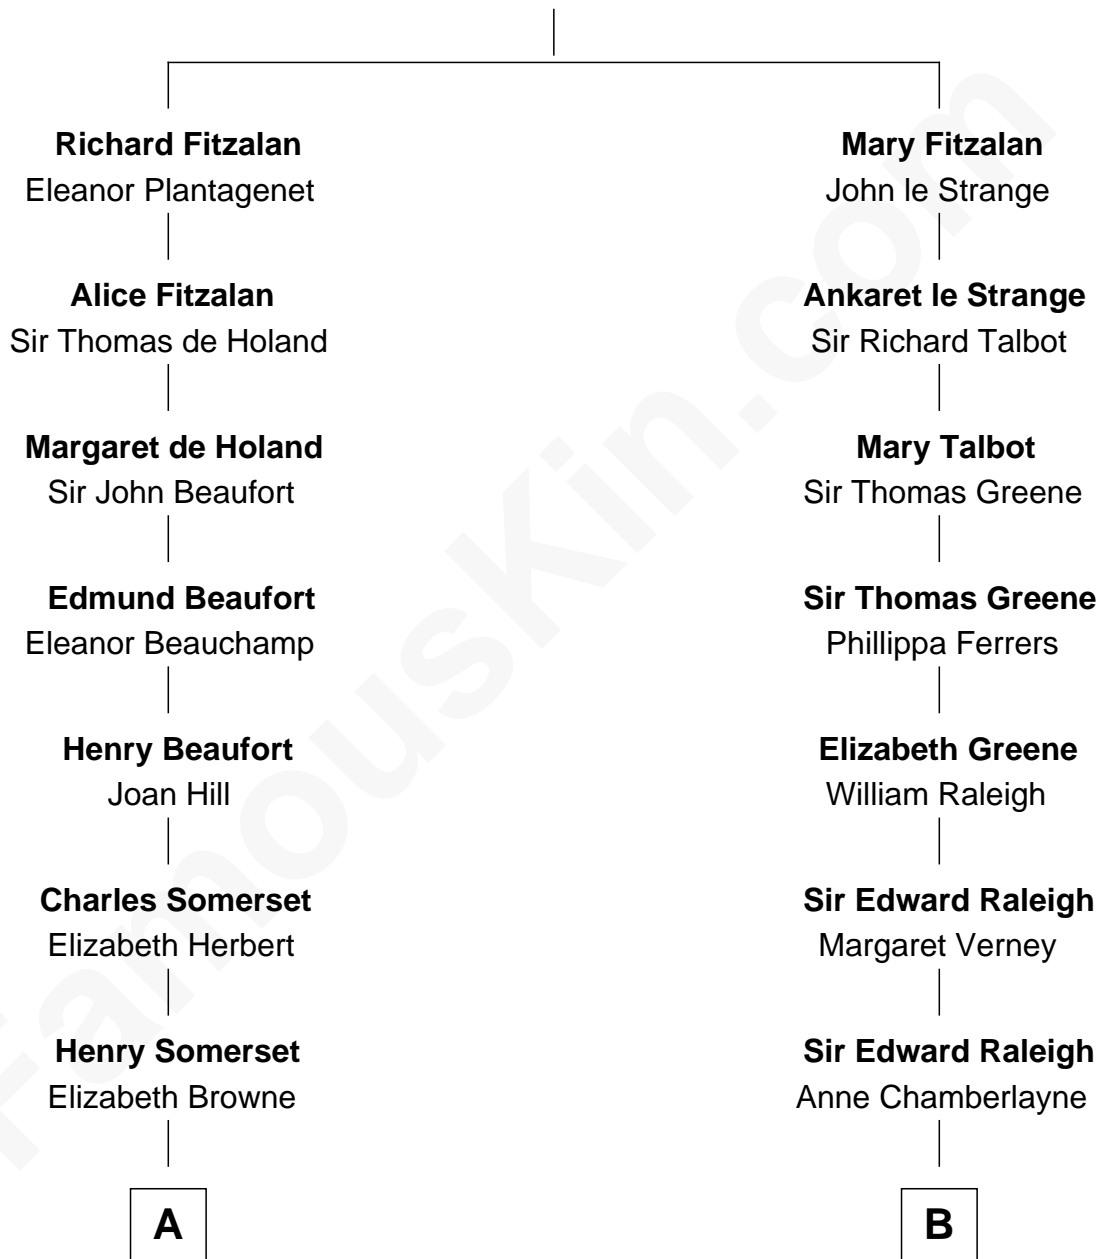 Richard Fitzalan
Eleanor Plantagenet
Alice Fitzalan
Sir Thomas de Holand
Margaret de Holand
Sir John Beaufort
Edmund Beaufort
Eleanor Beauchamp
Henry Beaufort
Joan Hill
Charles Somerset
Elizabeth Herbert
Henry Somerset
Elizabeth Browne
A
Mary Fitzalan
John le Strange
Ankaret le Strange
Sir Richard Talbot
Mary Talbot
Sir Thomas Greene
Sir Thomas Greene
Phillippa Ferrers
Elizabeth Greene
William Raleigh
Sir Edward Raleigh
Margaret Verney
Sir Edward Raleigh
Anne Chamberlayne
B
FamousKin.com